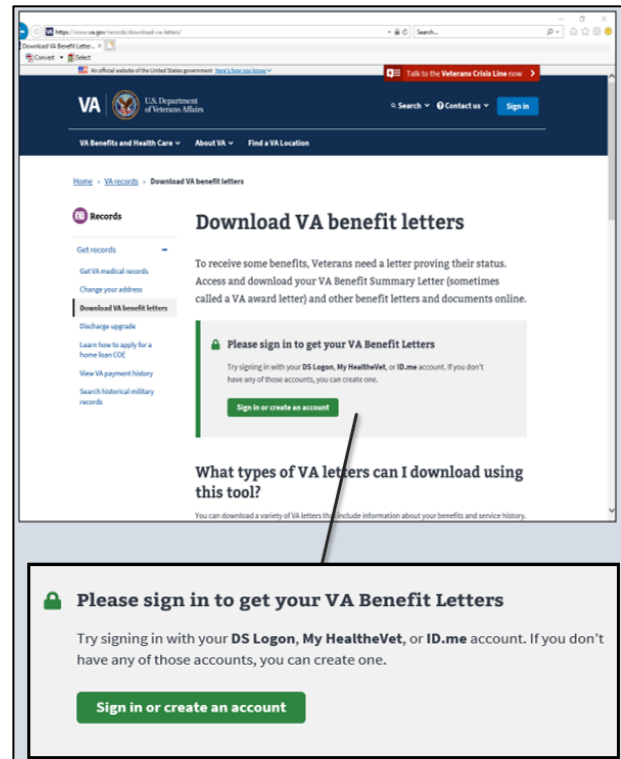 https://www.va.gov/records/download-va-letters/
Search...
Download VA Benefit Letter...
Convert
Select
An official website of the United States government Here's how you know
Talk to the Veterans Crisis Line now
VA
U.S. Department
of Veterans Affairs
Search
Contact us
Sign in
VA Benefits and Health Care
About VA
Find a VA Location
Home › VA records › Download VA benefit letters
Records
Get records
Get VA medical records
Change your address
Download VA benefit letters
Discharge upgrade
Learn how to apply for a
home loan COE
View VA payment history
Search historical military
records
Download VA benefit letters
To receive some benefits, Veterans need a letter proving their status.
Access and download your VA Benefit Summary Letter (sometimes
called a VA award letter) and other benefit letters and documents online.
Please sign in to get your VA Benefit Letters
Try signing in with your DS Logon, My HealtheVet, or ID.me account. If you don't
have any of those accounts, you can create one.
Sign in or create an account
What types of VA letters can I download using
this tool?
You can download a variety of VA letters that include information about your benefits and service history.
Please sign in to get your VA Benefit Letters
Try signing in with your DS Logon, My HealtheVet, or ID.me account. If you don't
have any of those accounts, you can create one.
Sign in or create an account